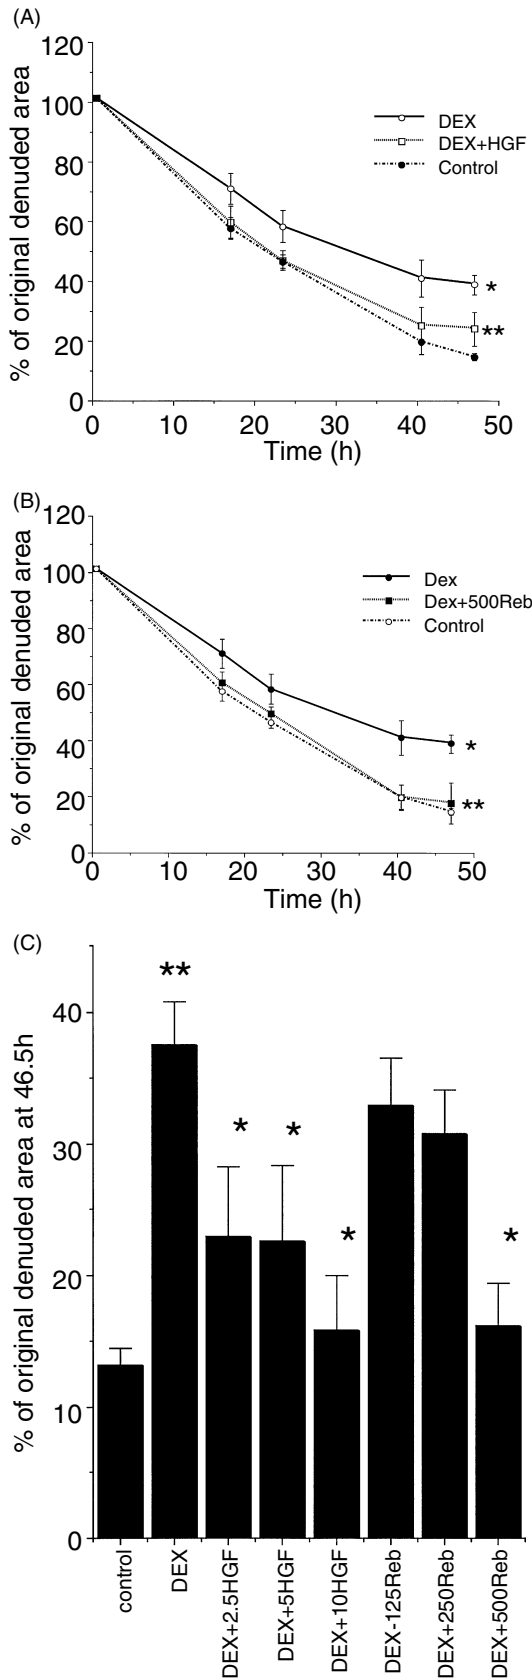 (A)
120
100
80
60
40
20
0
% of original denuded area
DEX
DEX+HGF
Control
*
**
0 10 20 30 40 50
Time (h)
(B)
120
100
80
60
40
20
0
% of original denuded area
Dex
Dex+500Reb
Control
*
**
0 10 20 30 40 50
Time (h)
(C)
40
30
20
10
0
% of original denuded area at 46.5h
**
*
*
*
*
control
DEX
DEX+2.5HGF
DEX+5HGF
DEX+10HGF
DEX-125Reb
DEX+250Reb
DEX+500Reb